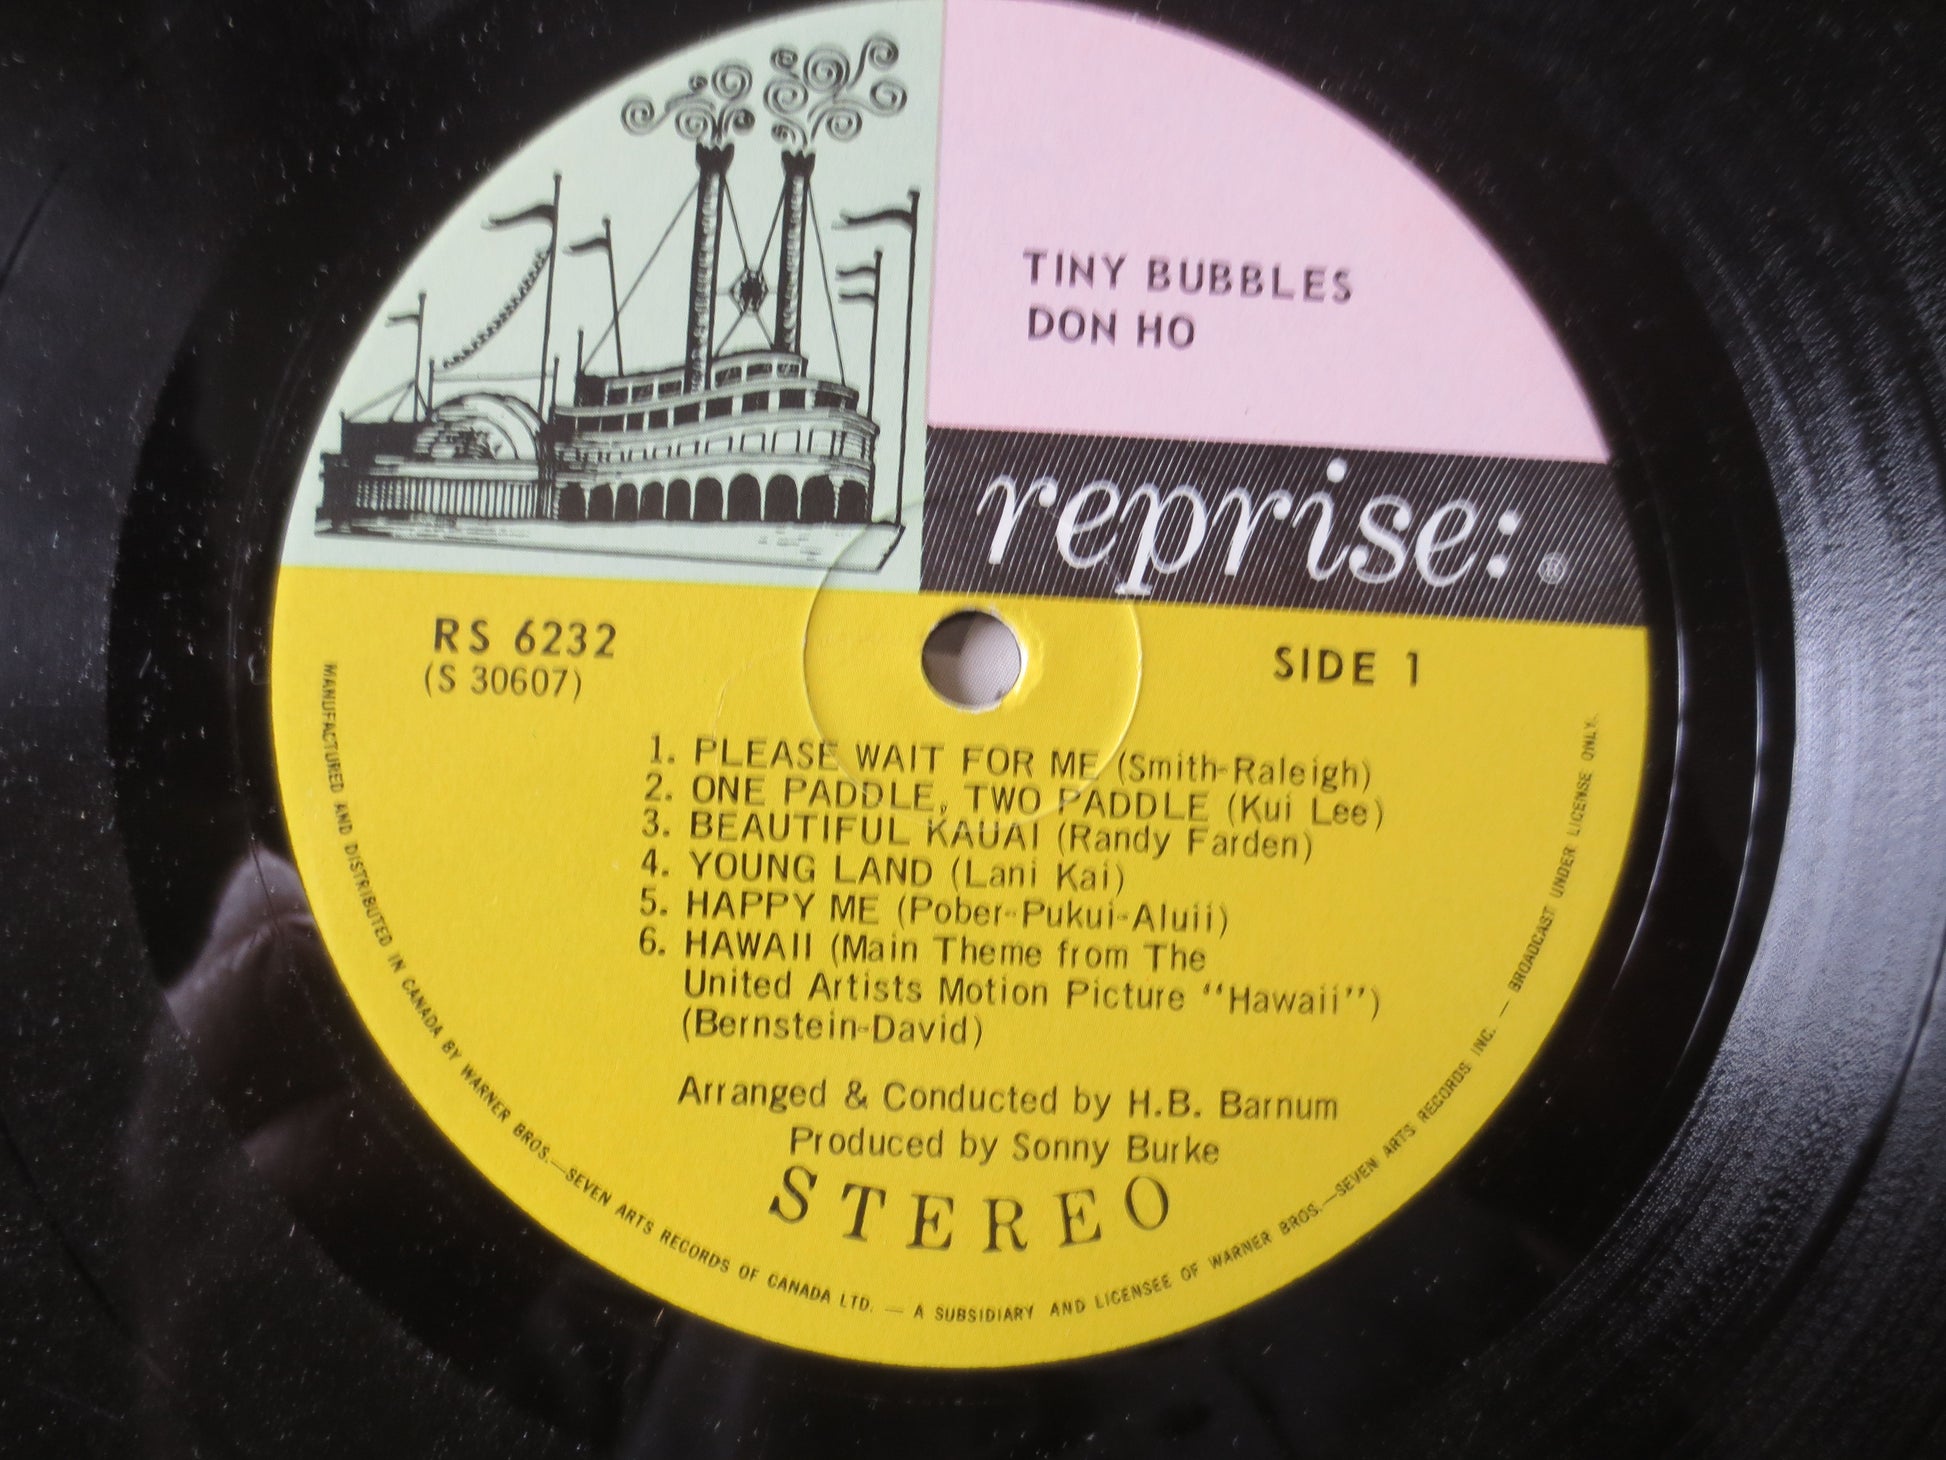 TINY BUBBLES
DON HO
reprise: ®
RS 6232
(S 30607)
SIDE 1
1. PLEASE WAIT FOR ME (Smith-Raleigh)
2. ONE PADDLE, TWO PADDLE (Kui Lee)
3. BEAUTIFUL KAUAI (Randy Farden)
4. YOUNG LAND (Lani Kai)
5. HAPPY ME (Pober-Pukui-Aluii)
6. HAWAII (Main Theme from The
United Artists Motion Picture “Hawaii”)
(Bernstein-David)
Arranged & Conducted by H.B. Barnum
Produced by Sonny Burke
STEREO
MANUFACTURED AND DISTRIBUTED IN CANADA BY WARNER BROS.—SEVEN ARTS RECORDS OF CANADA LTD. — A SUBSIDIARY AND LICENSEE OF WARNER BROS.—SEVEN ARTS RECORDS INC. — BROADCAST UNDER LICENSE ONLY.